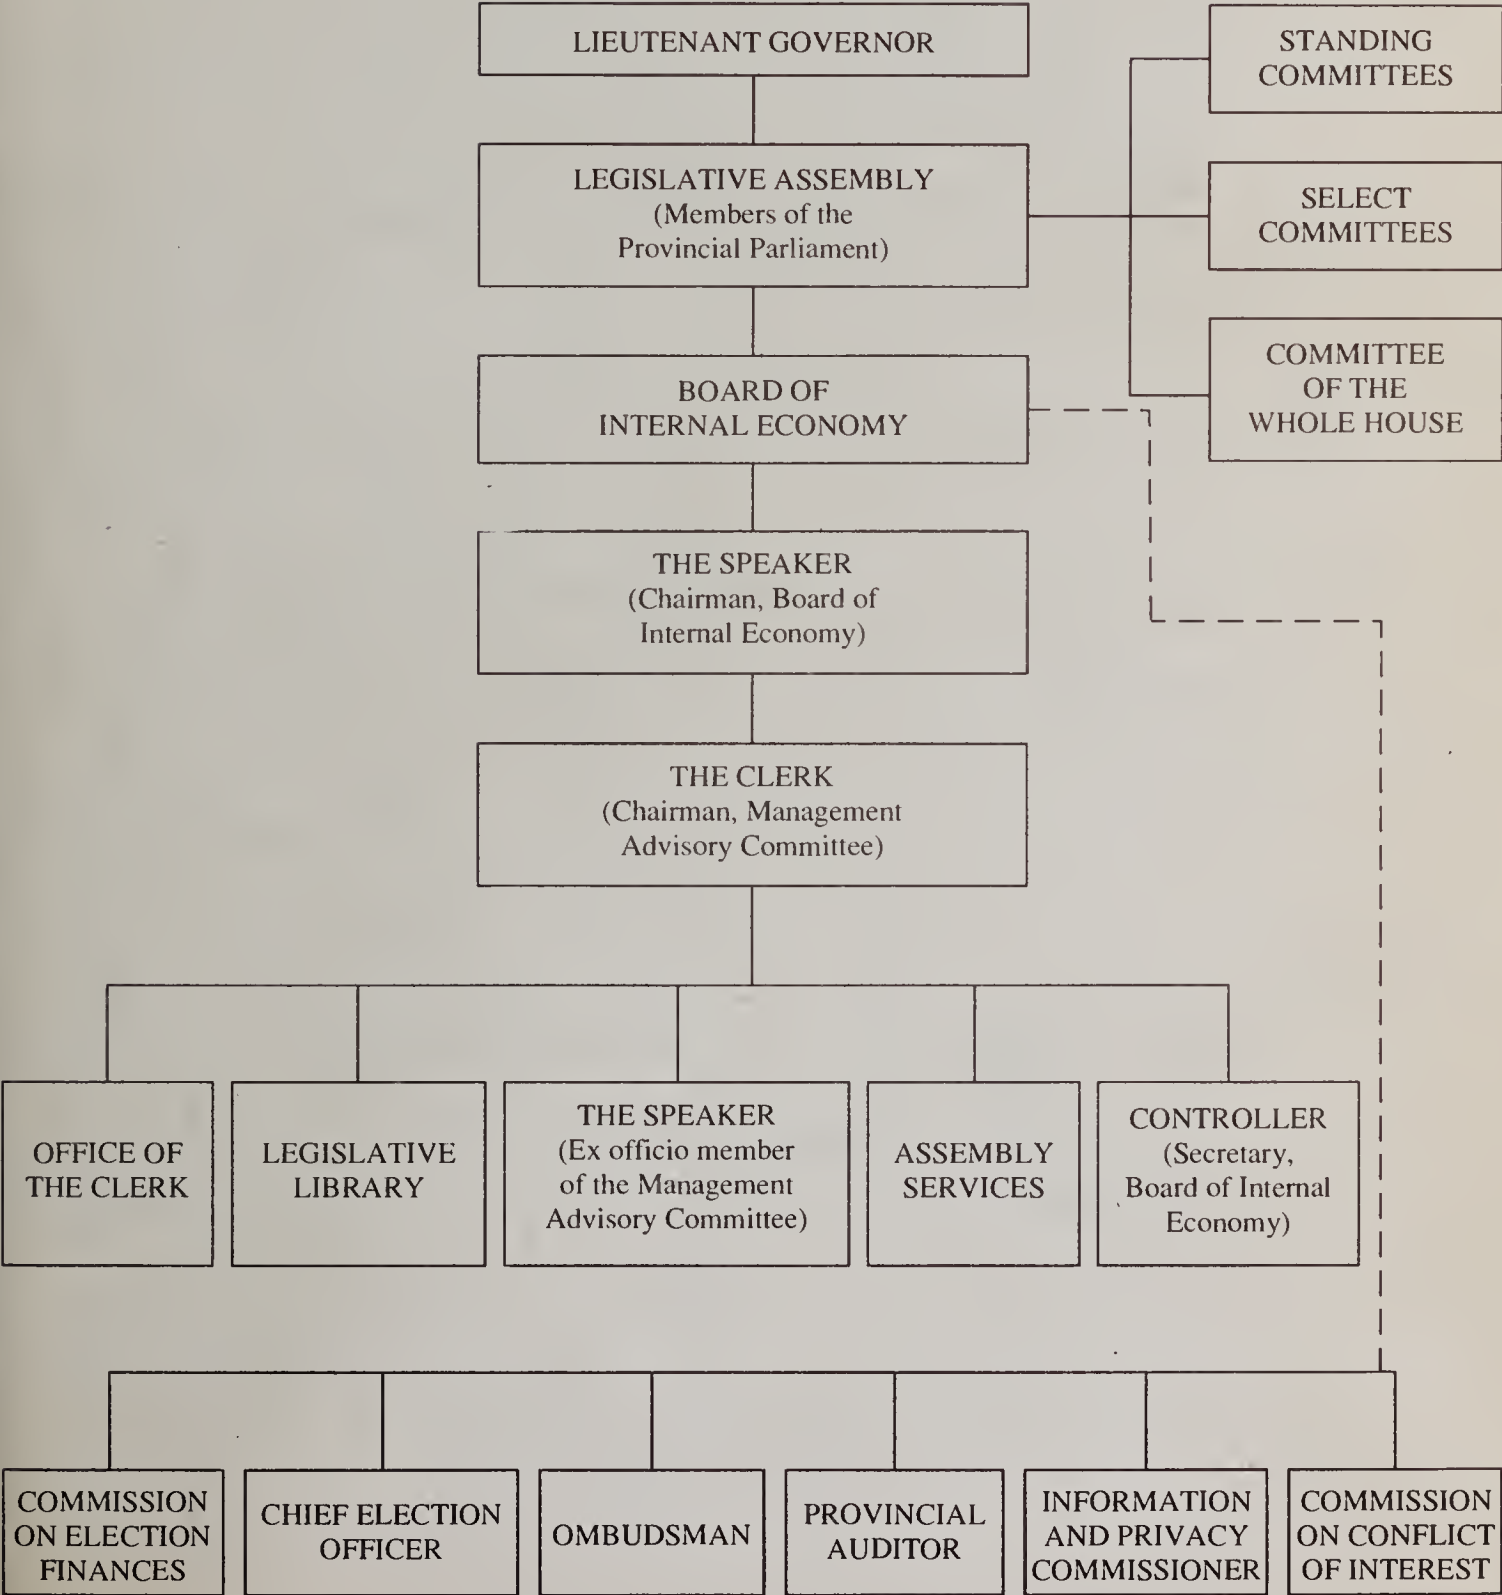 LIEUTENANT GOVERNOR
STANDING
COMMITTEES
LEGISLATIVE ASSEMBLY
(Members of the
Provincial Parliament)
SELECT
COMMITTEES
COMMITTEE
OF THE
WHOLE HOUSE
BOARD OF
INTERNAL ECONOMY
THE SPEAKER
(Chairman, Board of
Internal Economy)
THE CLERK
(Chairman, Management
Advisory Committee)
OFFICE OF
THE CLERK
LEGISLATIVE
LIBRARY
THE SPEAKER
(Ex officio member
of the Management
Advisory Committee)
ASSEMBLY
SERVICES
CONTROLLER
(Secretary,
Board of Internal
Economy)
COMMISSION
ON ELECTION
FINANCES
CHIEF ELECTION
OFFICER
OMBUDSMAN
PROVINCIAL
AUDITOR
INFORMATION
AND PRIVACY
COMMISSIONER
COMMISSION
ON CONFLICT
OF INTEREST